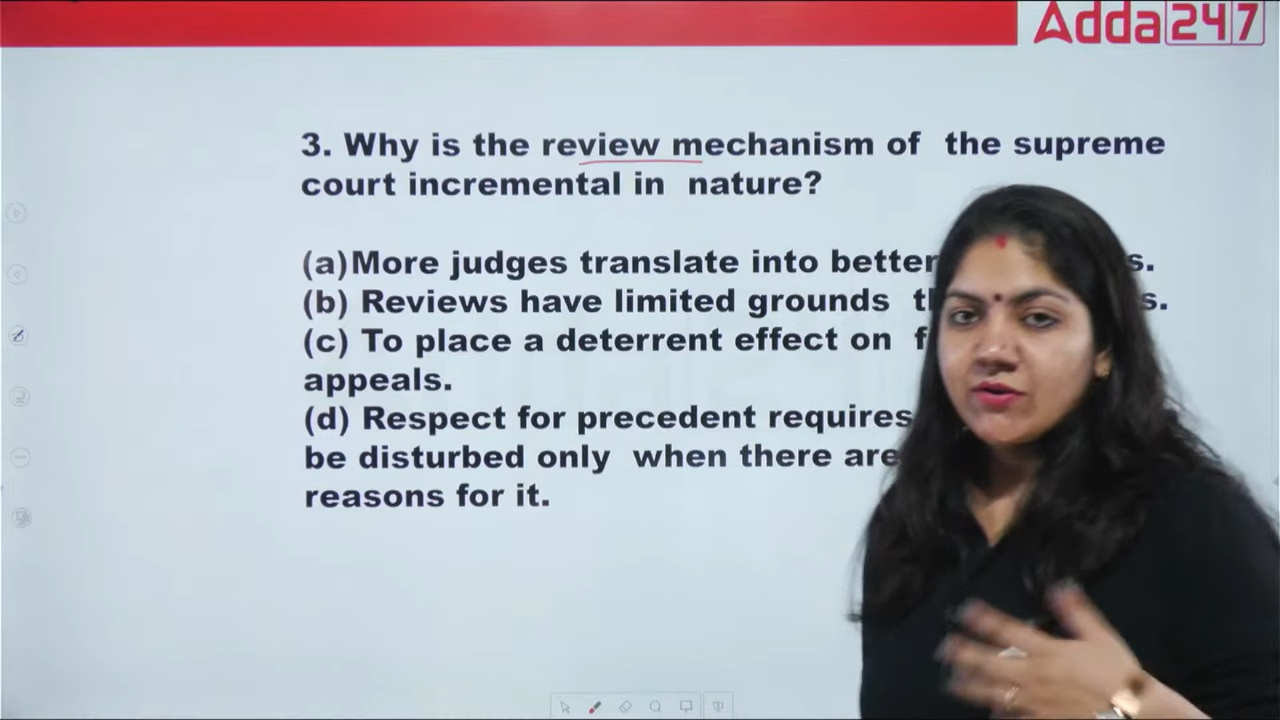 Adda247
3. Why is the review mechanism of the supreme
court incremental in nature?
(a)More judges translate into better
(b) Reviews have limited grounds
(c) To place a deterrent effect on
appeals.
(d) Respect for precedent requires
be disturbed only when there are
reasons for it.